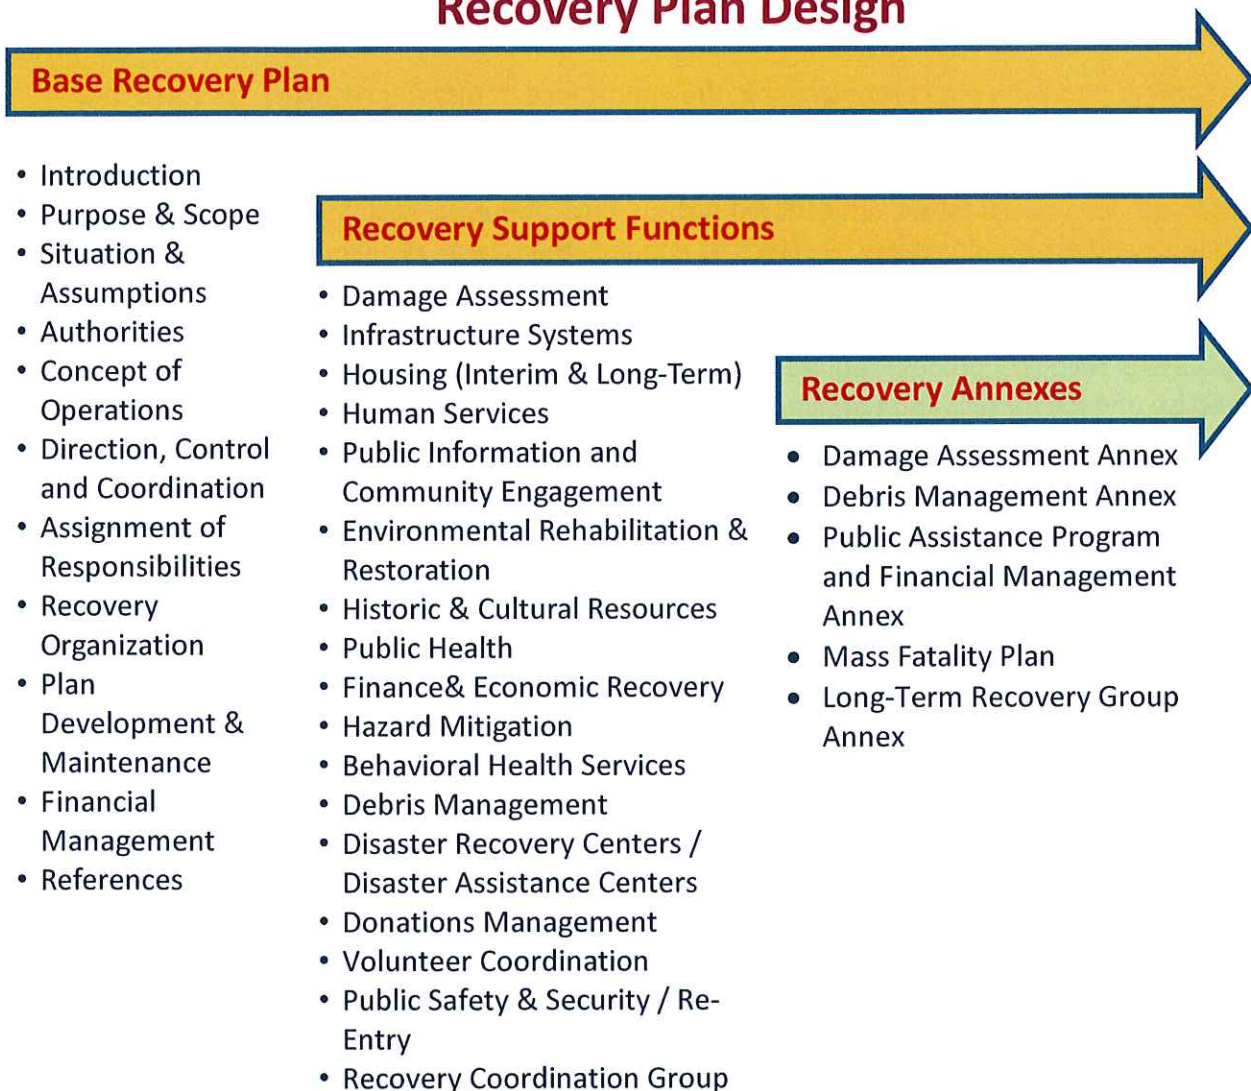 Recovery Plan Design
Base Recovery Plan
• Introduction
• Purpose & Scope
• Situation &
Assumptions
• Authorities
• Concept of
Operations
• Direction, Control
and Coordination
• Assignment of
Responsibilities
• Recovery
Organization
• Plan
Development &
Maintenance
• Financial
Management
• References
Recovery Support Functions
• Damage Assessment
• Infrastructure Systems
• Housing (Interim & Long-Term)
• Human Services
• Public Information and
Community Engagement
• Environmental Rehabilitation &
Restoration
• Historic & Cultural Resources
• Public Health
• Finance& Economic Recovery
• Hazard Mitigation
• Behavioral Health Services
• Debris Management
• Disaster Recovery Centers /
Disaster Assistance Centers
• Donations Management
• Volunteer Coordination
• Public Safety & Security / Re-
Entry
• Recovery Coordination Group
Recovery Annexes
• Damage Assessment Annex
• Debris Management Annex
• Public Assistance Program
and Financial Management
Annex
• Mass Fatality Plan
• Long-Term Recovery Group
Annex